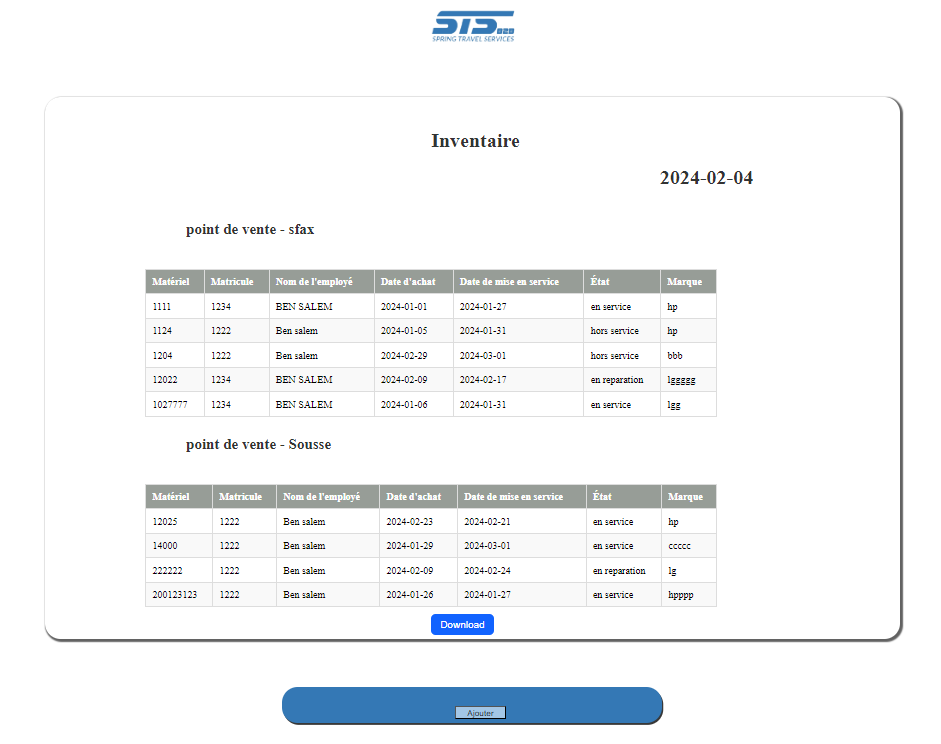 STS B2B
SPRING TRAVEL SERVICES
Inventaire
2024-02-04
point de vente - sfax
Matériel Matricule Nom de l'employé Date d'achat Date de mise en service État Marque
1111 1234 BEN SALEM 2024-01-01 2024-01-27 en service hp
1124 1222 Ben salem 2024-01-05 2024-01-31 hors service hp
1204 1222 Ben salem 2024-02-29 2024-03-01 hors service bbb
12022 1234 BEN SALEM 2024-02-09 2024-02-17 en reparation lggggg
1027777 1234 BEN SALEM 2024-01-06 2024-01-31 en service lgg
point de vente - Sousse
Matériel Matricule Nom de l'employé Date d'achat Date de mise en service État Marque
12025 1222 Ben salem 2024-02-23 2024-02-21 en service hp
14000 1222 Ben salem 2024-01-29 2024-03-01 en service ccccc
222222 1222 Ben salem 2024-02-09 2024-02-24 en reparation lg
200123123 1222 Ben salem 2024-01-26 2024-01-27 en service hpppp
Download
Ajouter